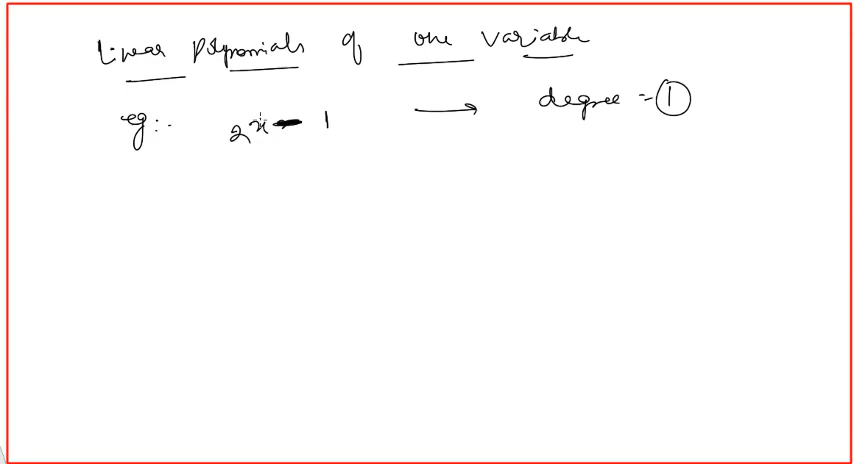 Linear Polynomials of one variable
eg:- 2x - 1 → degree = 1